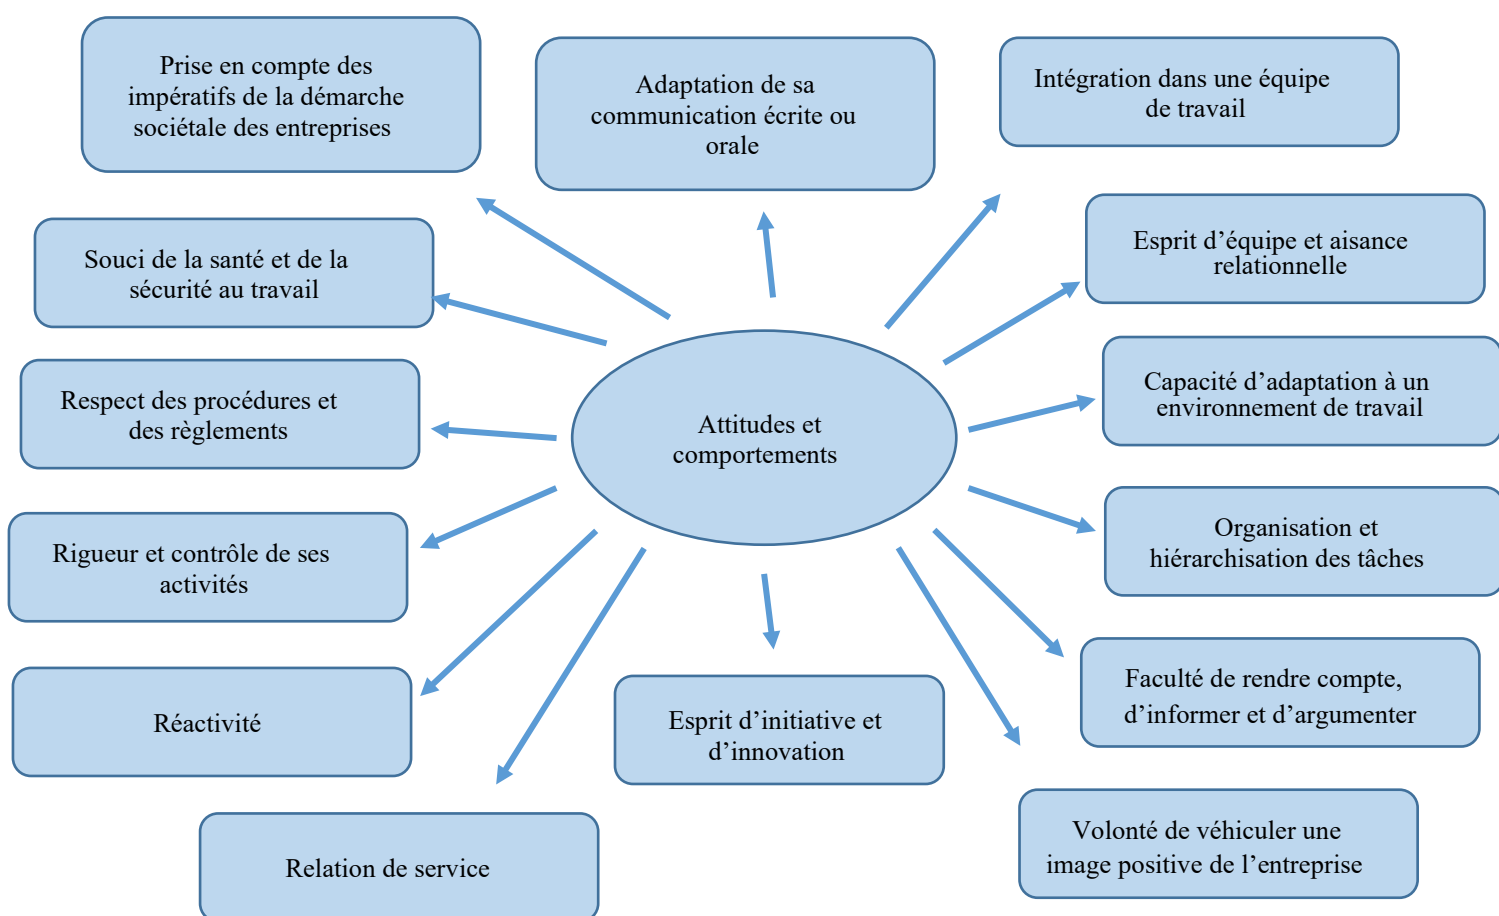 Prise en compte des
impératifs de la démarche
sociétale des entreprises
Adaptation de sa
communication écrite ou
orale
Intégration dans une équipe
de travail
Souci de la santé et de la
sécurité au travail
Esprit d’équipe et aisance
relationnelle
Respect des procédures et
des règlements
Attitudes et
comportements
Capacité d’adaptation à un
environnement de travail
Rigueur et contrôle de ses
activités
Organisation et
hiérarchisation des tâches
Réactivité
Esprit d’initiative et
d’innovation
Faculté de rendre compte,
d’informer et d’argumenter
Relation de service
Volonté de véhiculer une
image positive de l’entreprise